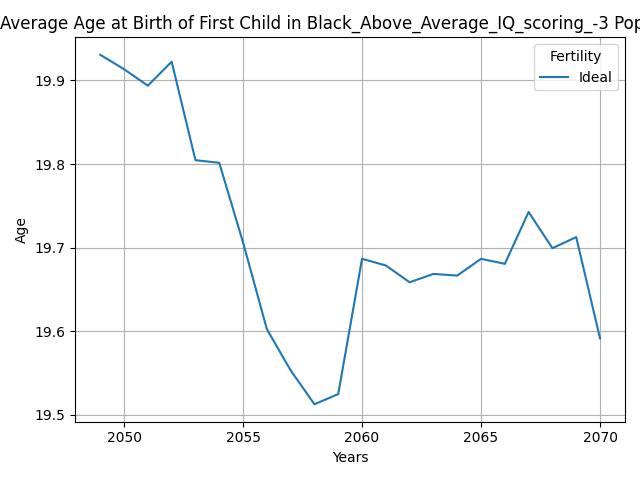 Average Age at Birth of First Child in Black_Above_Average_IQ_scoring_-3 Pop
Fertility
Ideal
19.9
19.8
19.7
19.6
19.5
Age
2050 2055 2060 2065 2070
Years